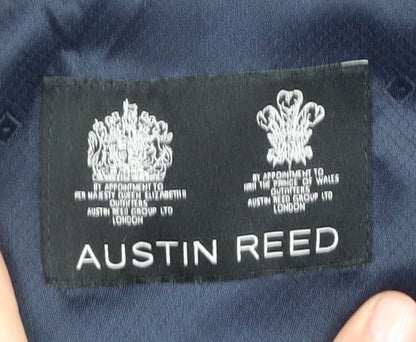 BY APPOINTMENT TO
HER MAJESTY QUEEN ELIZABETH II
OUTFITTERS
AUSTIN REED GROUP LTD
LONDON
BY APPOINTMENT TO
HRH THE PRINCE OF WALES
OUTFITTERS
AUSTIN REED GROUP LTD
LONDON
AUSTIN REED